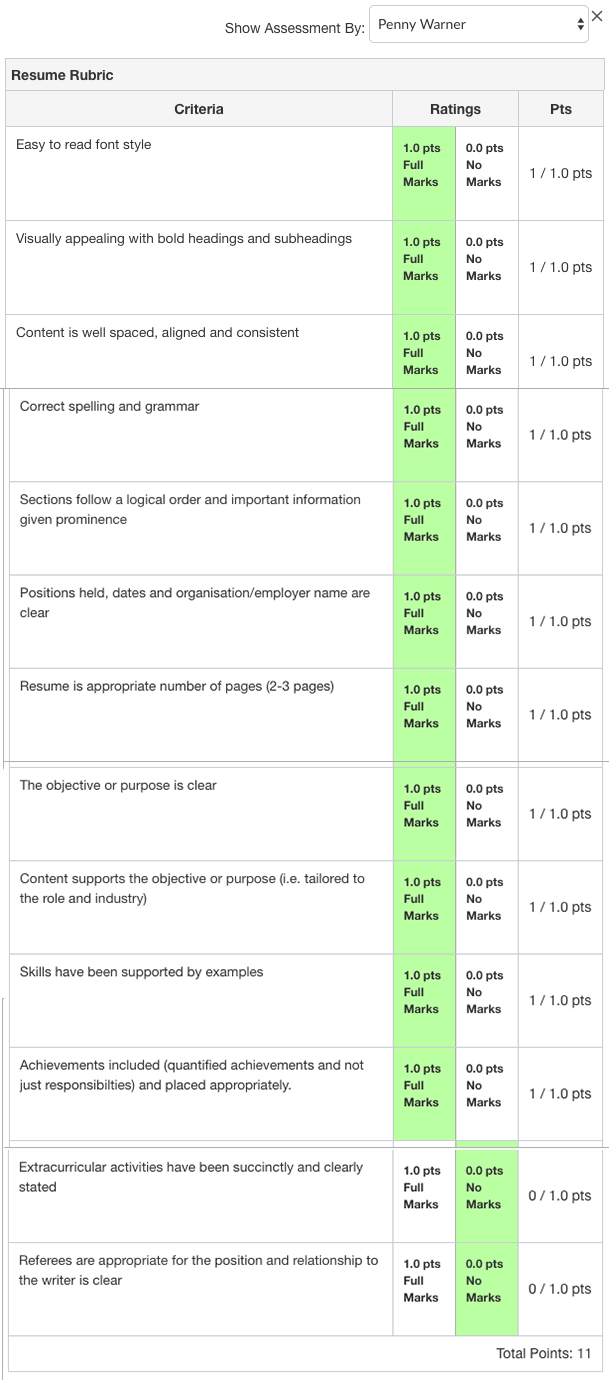 Show Assessment By: Penny Warner
Resume Rubric
Criteria Ratings Pts
Easy to read font style
1.0 pts
Full
Marks
0.0 pts
No
Marks
1 / 1.0 pts
Visually appealing with bold headings and subheadings
1.0 pts
Full
Marks
0.0 pts
No
Marks
1 / 1.0 pts
Content is well spaced, aligned and consistent
1.0 pts
Full
Marks
0.0 pts
No
Marks
1 / 1.0 pts
Correct spelling and grammar
1.0 pts
Full
Marks
0.0 pts
No
Marks
1 / 1.0 pts
Sections follow a logical order and important information
given prominence
1.0 pts
Full
Marks
0.0 pts
No
Marks
1 / 1.0 pts
Positions held, dates and organisation/employer name are
clear
1.0 pts
Full
Marks
0.0 pts
No
Marks
1 / 1.0 pts
Resume is appropriate number of pages (2-3 pages)
1.0 pts
Full
Marks
0.0 pts
No
Marks
1 / 1.0 pts
The objective or purpose is clear
1.0 pts
Full
Marks
0.0 pts
No
Marks
1 / 1.0 pts
Content supports the objective or purpose (i.e. tailored to
the role and industry)
1.0 pts
Full
Marks
0.0 pts
No
Marks
1 / 1.0 pts
Skills have been supported by examples
1.0 pts
Full
Marks
0.0 pts
No
Marks
1 / 1.0 pts
Achievements included (quantified achievements and not
just responsibilties) and placed appropriately.
1.0 pts
Full
Marks
0.0 pts
No
Marks
1 / 1.0 pts
Extracurricular activities have been succinctly and clearly
stated
1.0 pts
Full
Marks
0.0 pts
No
Marks
0 / 1.0 pts
Referees are appropriate for the position and relationship to
the writer is clear
1.0 pts
Full
Marks
0.0 pts
No
Marks
0 / 1.0 pts
Total Points: 11